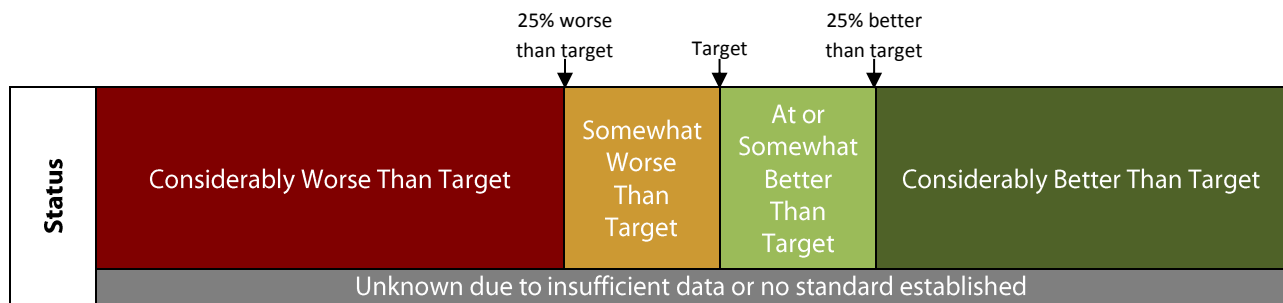 25% worse
than target
Target
25% better
than target
Status
Considerably Worse Than Target
Somewhat
Worse
Than
Target
At or
Somewhat
Better
Than
Target
Considerably Better Than Target
Unknown due to insufficient data or no standard established